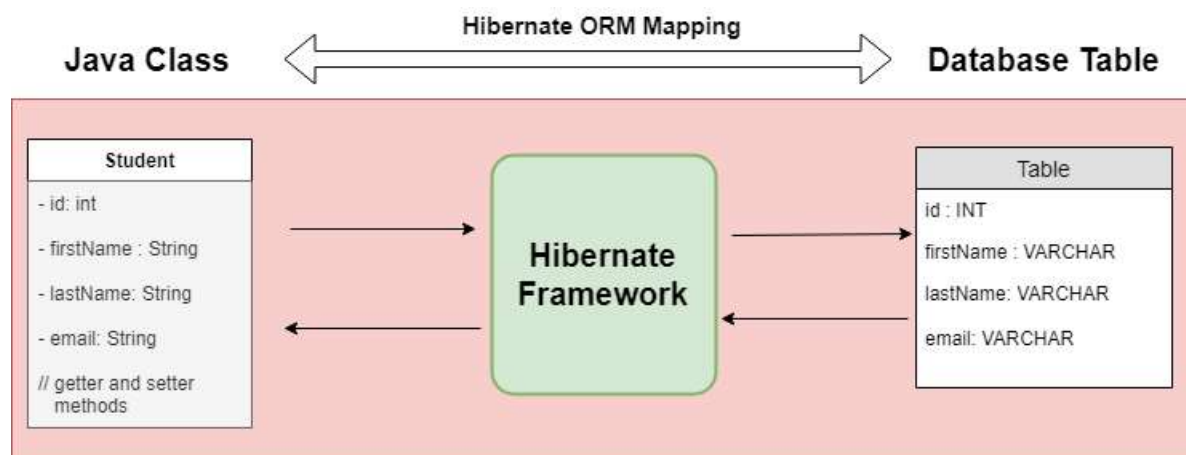 Hibernate ORM Mapping
Java Class
Database Table
Student
- id: int
- firstName : String
- lastName: String
- email: String
// getter and setter
methods
Hibernate
Framework
Table
id : INT
firstName : VARCHAR
lastName: VARCHAR
email: VARCHAR